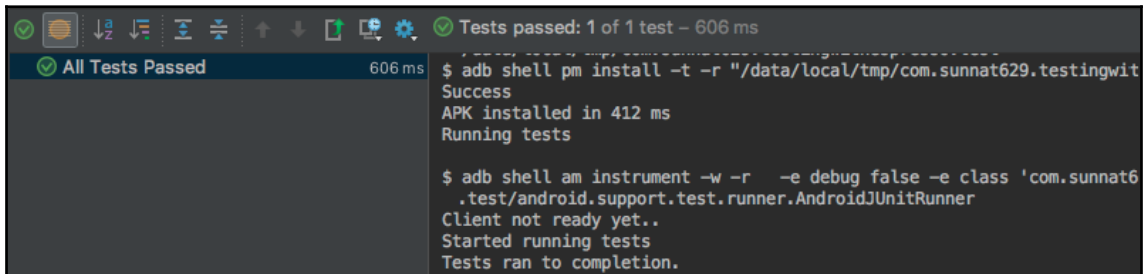 Tests passed: 1 of 1 test – 606 ms
All Tests Passed 606 ms
$ adb shell pm install -t -r "/data/local/tmp/com.sunnat629.testingwit
Success
APK installed in 412 ms
Running tests
$ adb shell am instrument -w -r -e debug false -e class 'com.sunnat6
.test/android.support.test.runner.AndroidJUnitRunner
Client not ready yet..
Started running tests
Tests ran to completion.